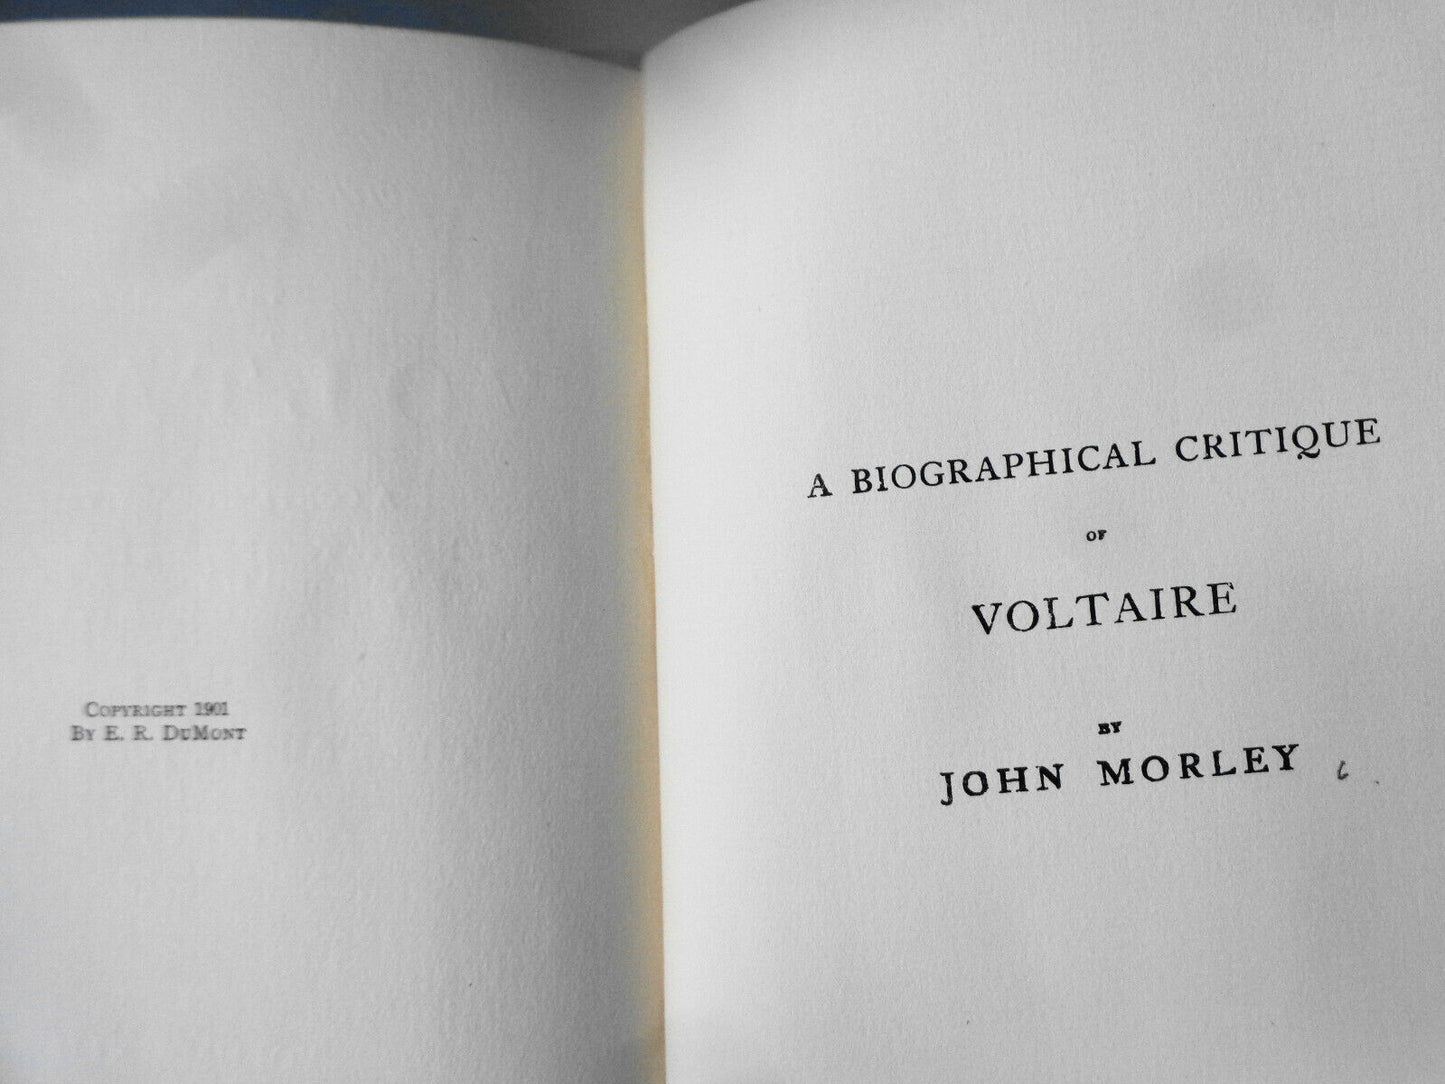 COPYRIGHT 1901
BY E. R. DUMONT
A BIOGRAPHICAL CRITIQUE
OF
VOLTAIRE
BY
JOHN MORLEY